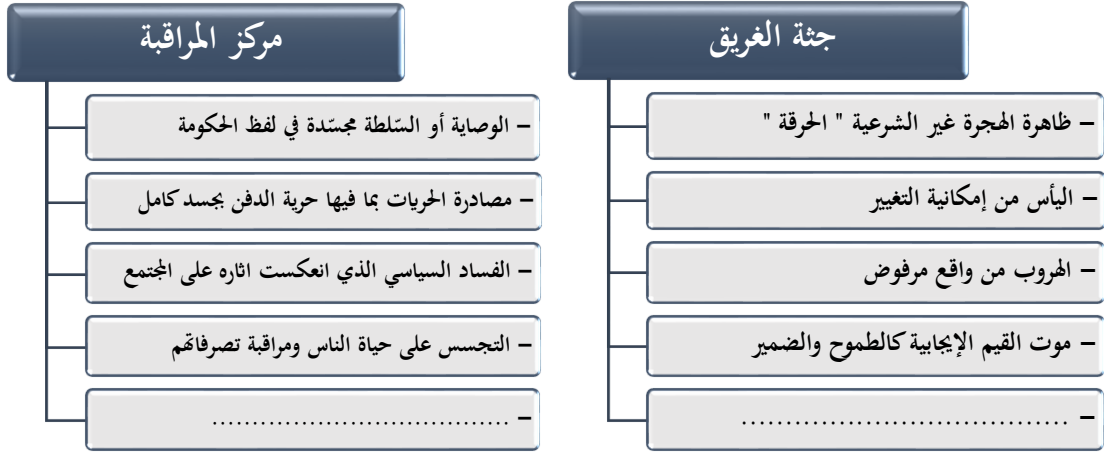 جثة الغريق
– ظاهرة الهجرة غير الشرعية " الحرقة "
– اليأس من إمكانية التغيير
– الهروب من واقع مرفوض
– موت القيم الإيجابية كالطموح والضمير
– .....................................
مركز المراقبة
– الوصاية أو السّلطة مجسّدة في لفظ الحكومة
– مصادرة الحريات بما فيها حرية الدفن بجسد كامل
– الفساد السياسي الذي انعكست اثاره على المجتمع
– التجسس على حياة الناس ومراقبة تصرفاتهم
– .....................................